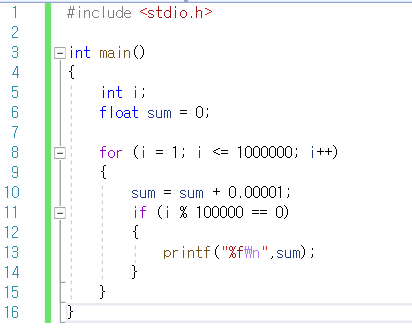 1 #include <stdio.h>
2
3 int main()
4 {
5 int i;
6 float sum = 0;
7
8 for (i = 1; i <= 1000000; i++)
9 {
10 sum = sum + 0.00001;
11 if (i % 100000 == 0)
12 {
13 printf("%f₩n",sum);
14 }
15 }
16 }